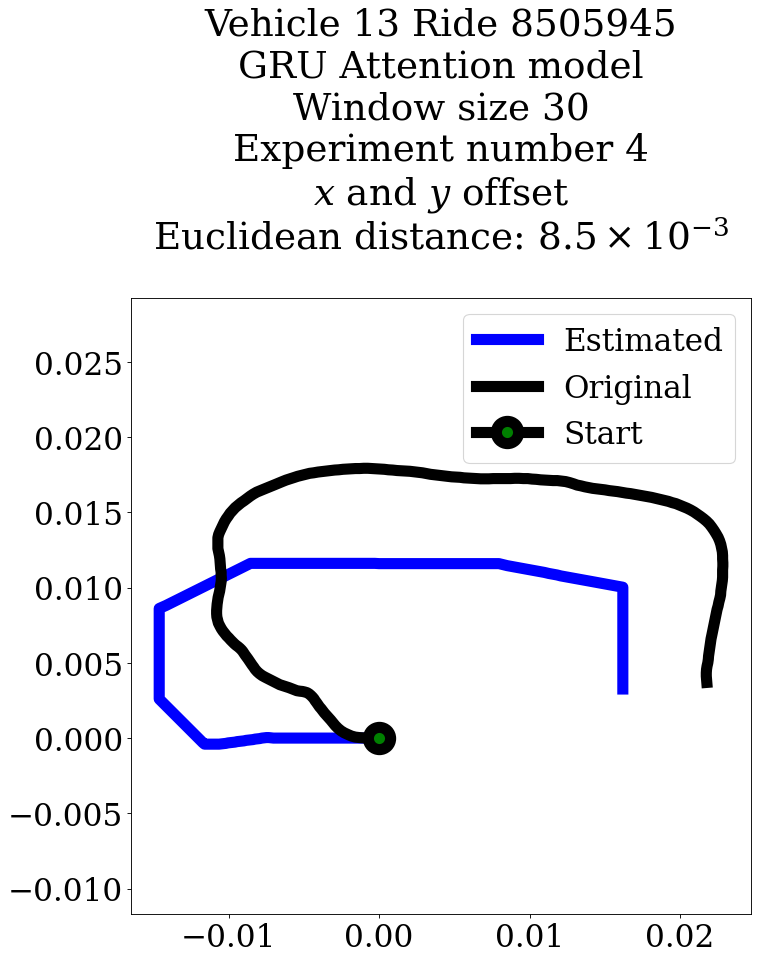 Vehicle 13 Ride 8505945
GRU Attention model
Window size 30
Experiment number 4
x and y offset
Euclidean distance: 8.5 × 10⁻³
Estimated
Original
Start
0.025
0.020
0.015
0.010
0.005
0.000
−0.005
−0.010
−0.01 0.00 0.01 0.02